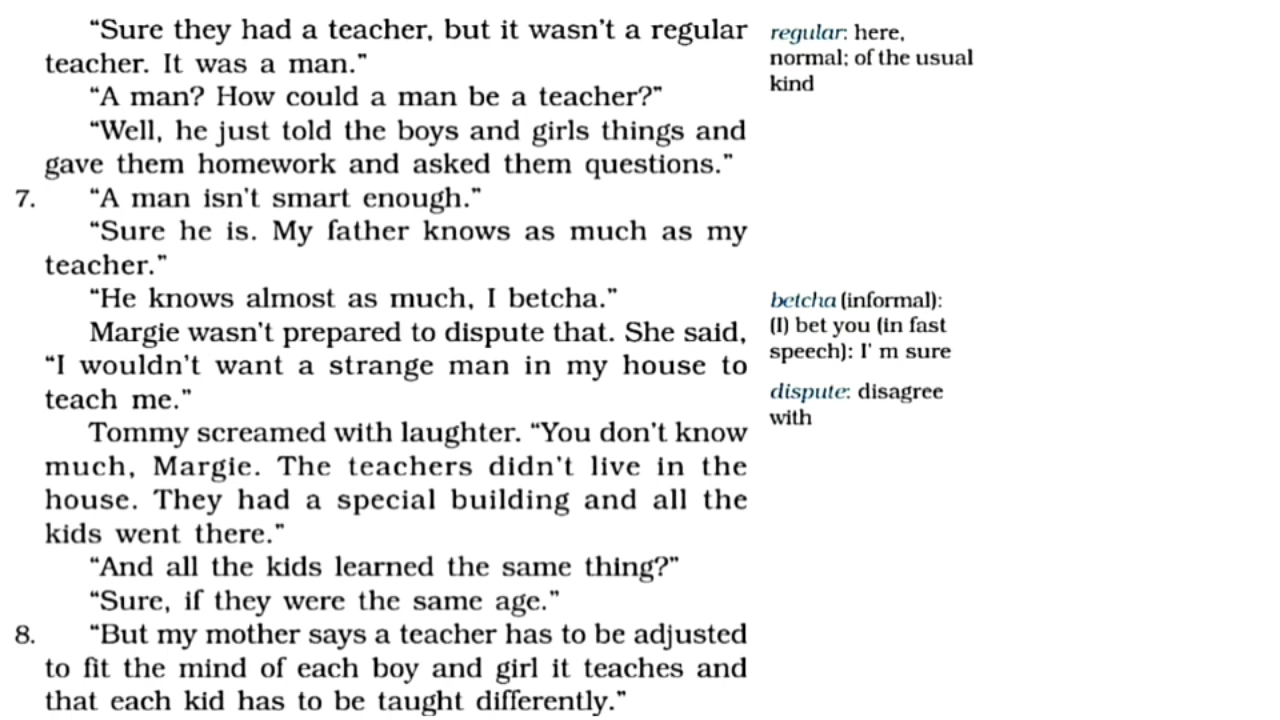 “Sure they had a teacher, but it wasn’t a regular
teacher. It was a man.”
“A man? How could a man be a teacher?”
“Well, he just told the boys and girls things and
gave them homework and asked them questions.”
7. “A man isn’t smart enough.”
“Sure he is. My father knows as much as my
teacher.”
“He knows almost as much, I betcha.”
Margie wasn’t prepared to dispute that. She said,
“I wouldn’t want a strange man in my house to
teach me.”
Tommy screamed with laughter. “You don’t know
much, Margie. The teachers didn’t live in the
house. They had a special building and all the
kids went there.”
“And all the kids learned the same thing?”
“Sure, if they were the same age.”
8. “But my mother says a teacher has to be adjusted
to fit the mind of each boy and girl it teaches and
that each kid has to be taught differently.”
regular: here,
normal; of the usual
kind
betcha (informal):
(I) bet you (in fast
speech): I’ m sure
dispute: disagree
with